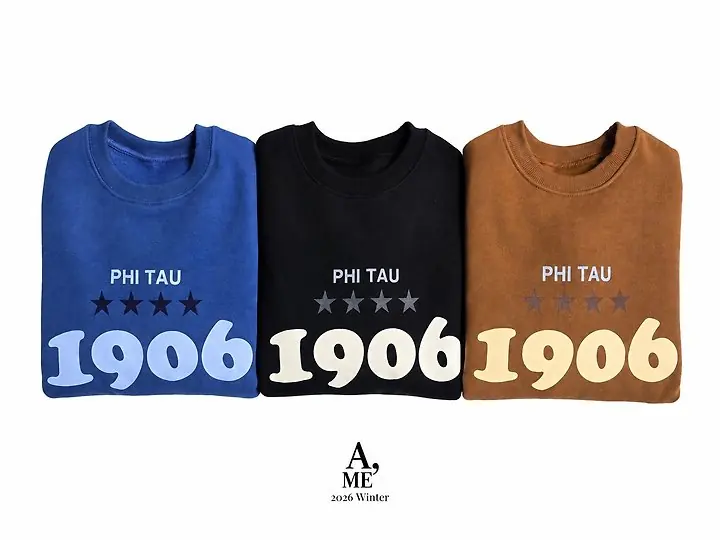 PHI TAU
★★★★
1906
PHI TAU
★★★★
1906
PHI TAU
★★★★
1906
A,
ME
2026 Winter